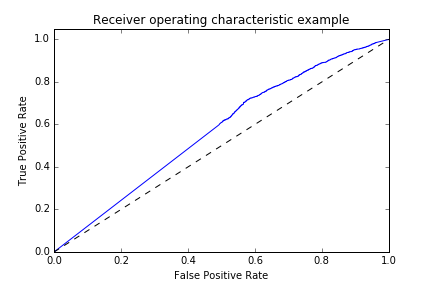 Receiver operating characteristic example
1.0
0.8
0.6
0.4
0.2
0.0
True Positive Rate
0.0 0.2 0.4 0.6 0.8 1.0
False Positive Rate